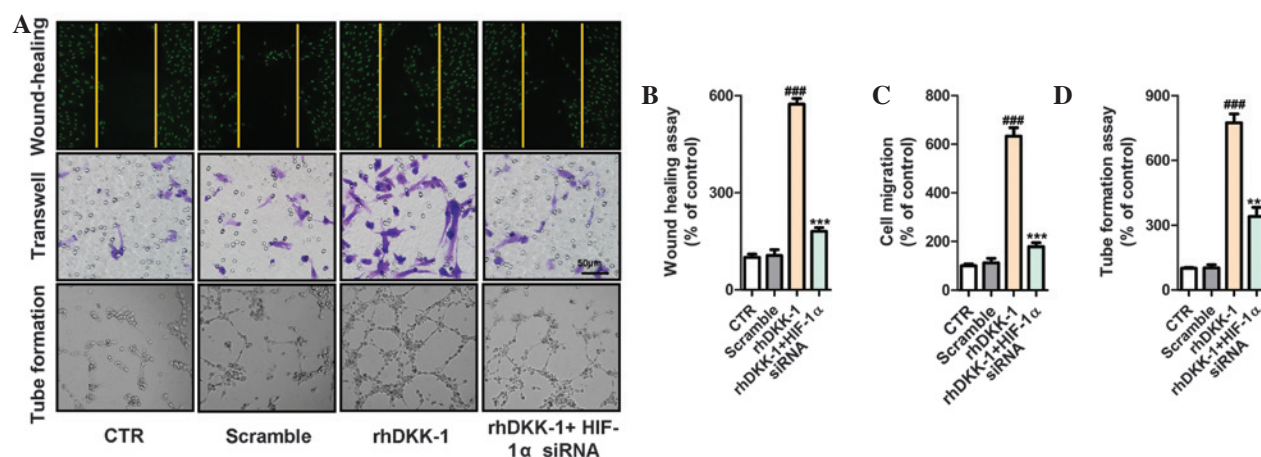 A
Wound-healing
Transwell
50μm
Tube formation
CTR
Scramble
rhDKK-1
rhDKK-1+ HIF-
1α siRNA
B
Wound healing assay
(% of control)
600
300
0
###
***
CTR
Scramble
rhDKK-1
rhDKK-1+HIF-1α
siRNA
C
Cell migration
(% of control)
800
600
400
200
0
###
***
CTR
Scramble
rhDKK-1
rhDKK-1+HIF-1α
siRNA
D
Tube formation assay
(% of control)
900
600
300
0
###
**
CTR
Scramble
rhDKK-1
rhDKK-1+HIF-1α
siRNA